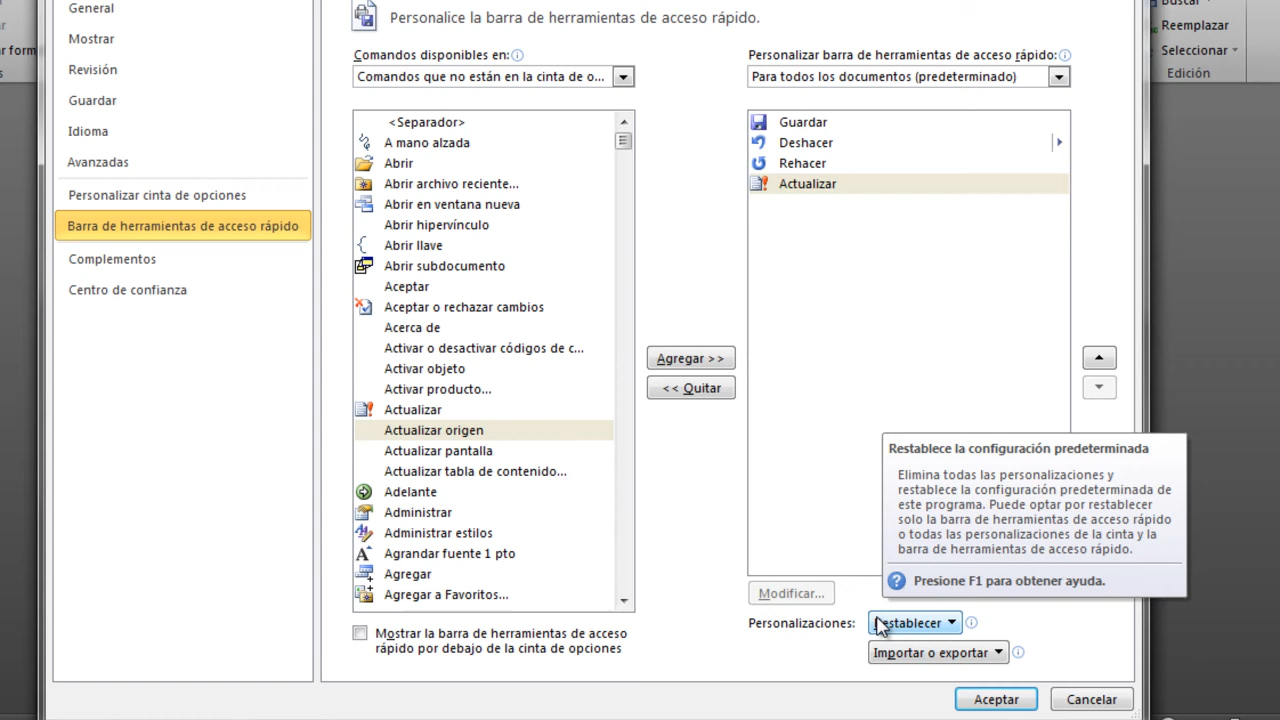 General
Mostrar
Revisión
Guardar
Idioma
Avanzadas
Personalizar cinta de opciones
Barra de herramientas de acceso rápido
Complementos
Centro de confianza
Personalice la barra de herramientas de acceso rápido.
Comandos disponibles en:
Comandos que no están en la cinta de o...
<Separador>
A mano alzada
Abrir
Abrir archivo reciente...
Abrir en ventana nueva
Abrir hipervínculo
Abrir llave
Abrir subdocumento
Aceptar
Aceptar o rechazar cambios
Acerca de
Activar o desactivar códigos de c...
Activar objeto
Activar producto...
Actualizar
Actualizar origen
Actualizar pantalla
Actualizar tabla de contenido...
Adelante
Administrar
Administrar estilos
Agrandar fuente 1 pto
Agregar
Agregar a Favoritos...
Mostrar la barra de herramientas de acceso
rápido por debajo de la cinta de opciones
Agregar >>
<< Quitar
Personalizar barra de herramientas de acceso rápido:
Para todos los documentos (predeterminado)
Guardar
Deshacer
Rehacer
Actualizar
Restablece la configuración predeterminada
Elimina todas las personalizaciones y
restablece la configuración predeterminada de
este programa. Puede optar por restablecer
solo la barra de herramientas de acceso rápido
o todas las personalizaciones de la cinta y la
barra de herramientas de acceso rápido.
Presione F1 para obtener ayuda.
Modificar...
Personalizaciones:
Restablecer
Importar o exportar
Aceptar
Cancelar
Buscar
Reemplazar
Seleccionar
Edición